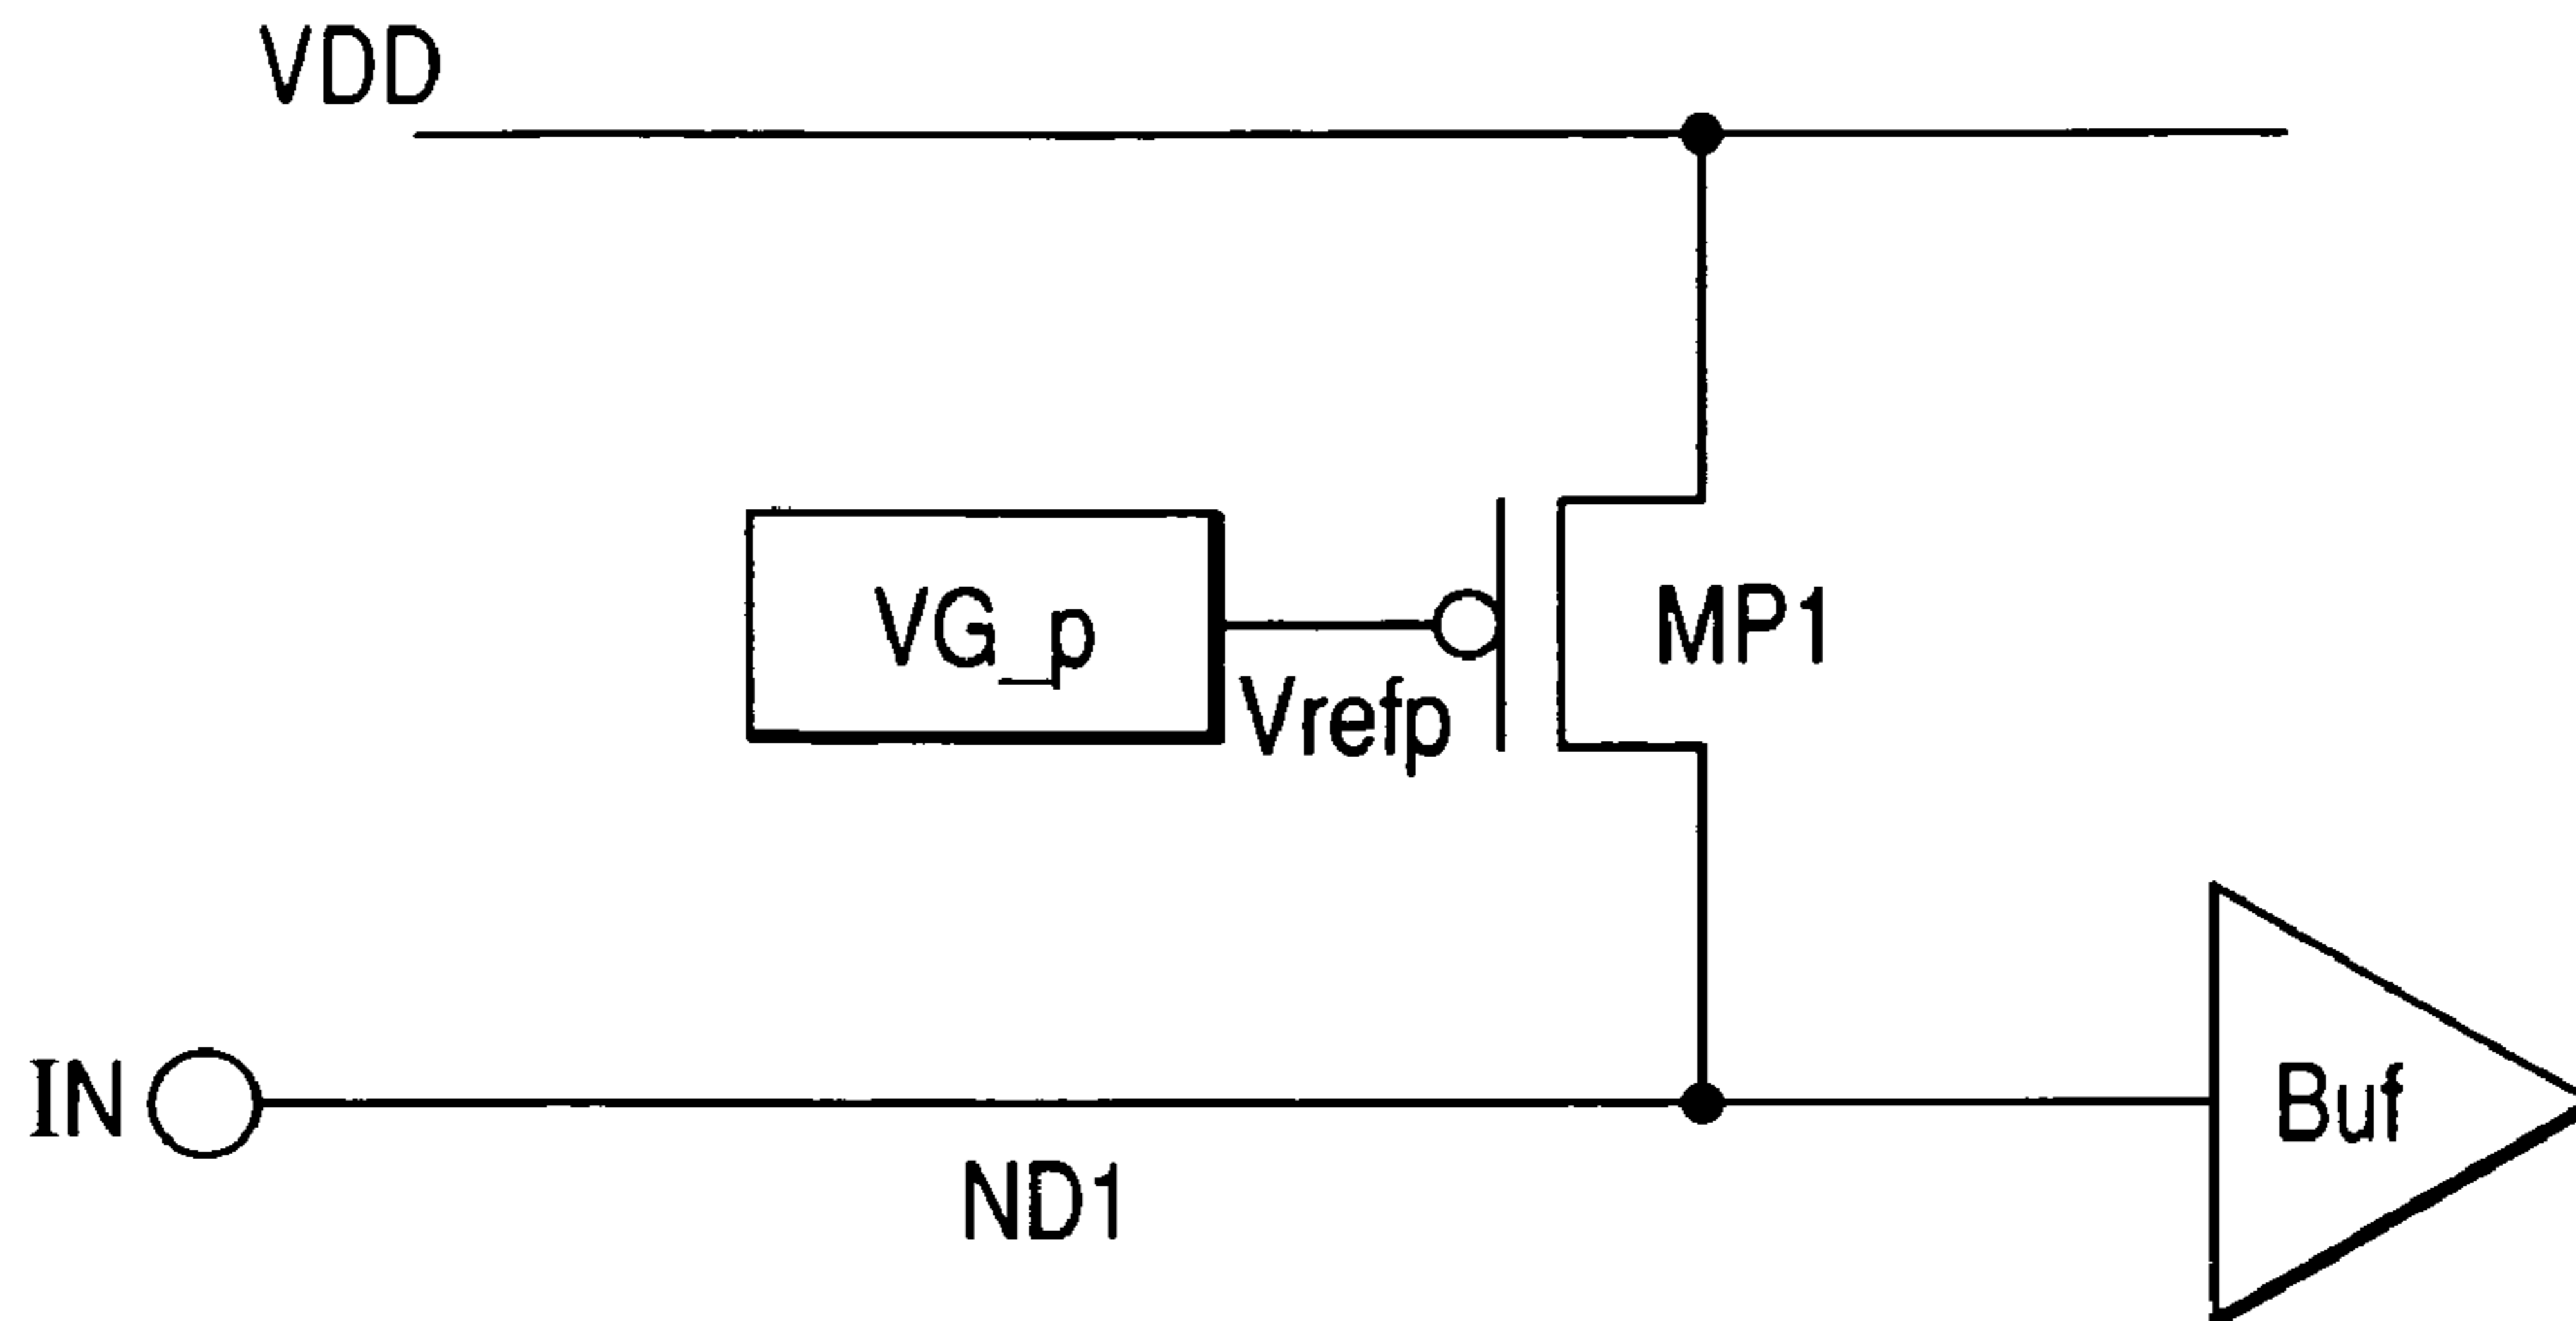 VDD
VG_p
MP1
Vrefp
IN
Buf
ND1